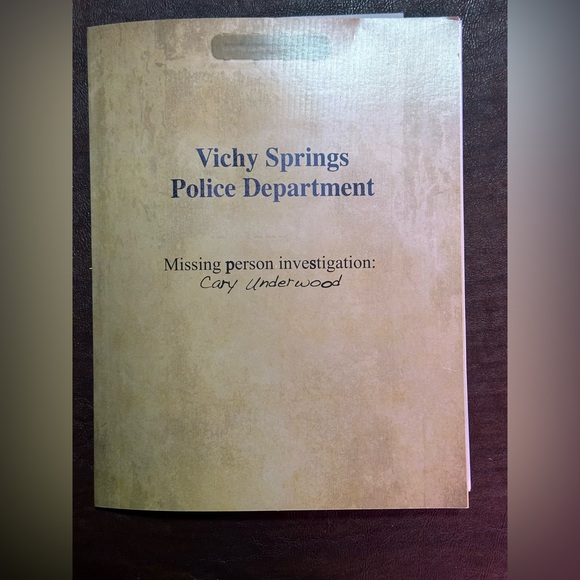 Vichy Springs
Police Department
Missing person investigation:
Cary Underwood